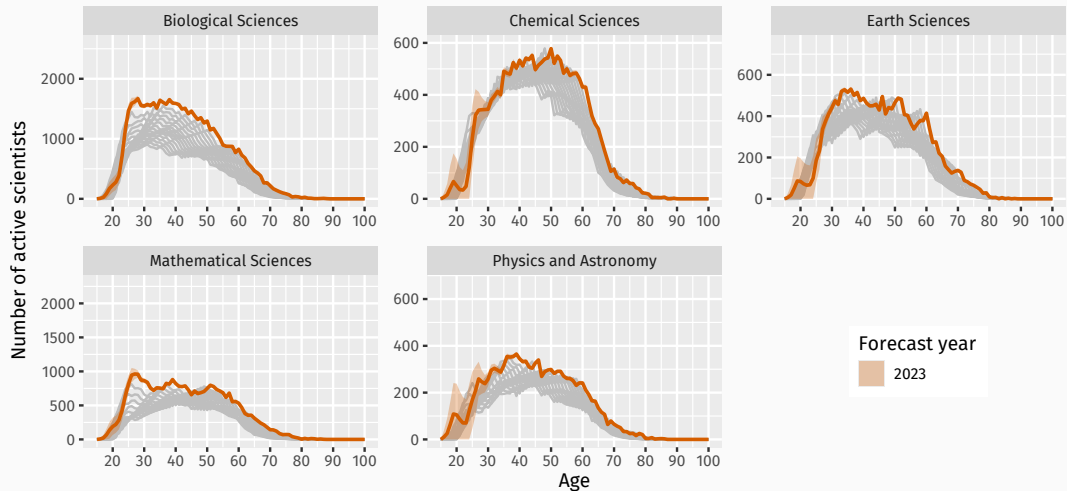 Biological Sciences
Chemical Sciences
Earth Sciences
Number of active scientists
2000
1000
0
20 30 40 50 60 70 80 90 100
600
400
200
0
20 30 40 50 60 70 80 90 100
600
400
200
0
20 30 40 50 60 70 80 90 100
Mathematical Sciences
Physics and Astronomy
2000
1500
1000
500
0
20 30 40 50 60 70 80 90 100
600
400
200
0
20 30 40 50 60 70 80 90 100
Age
Forecast year
2023